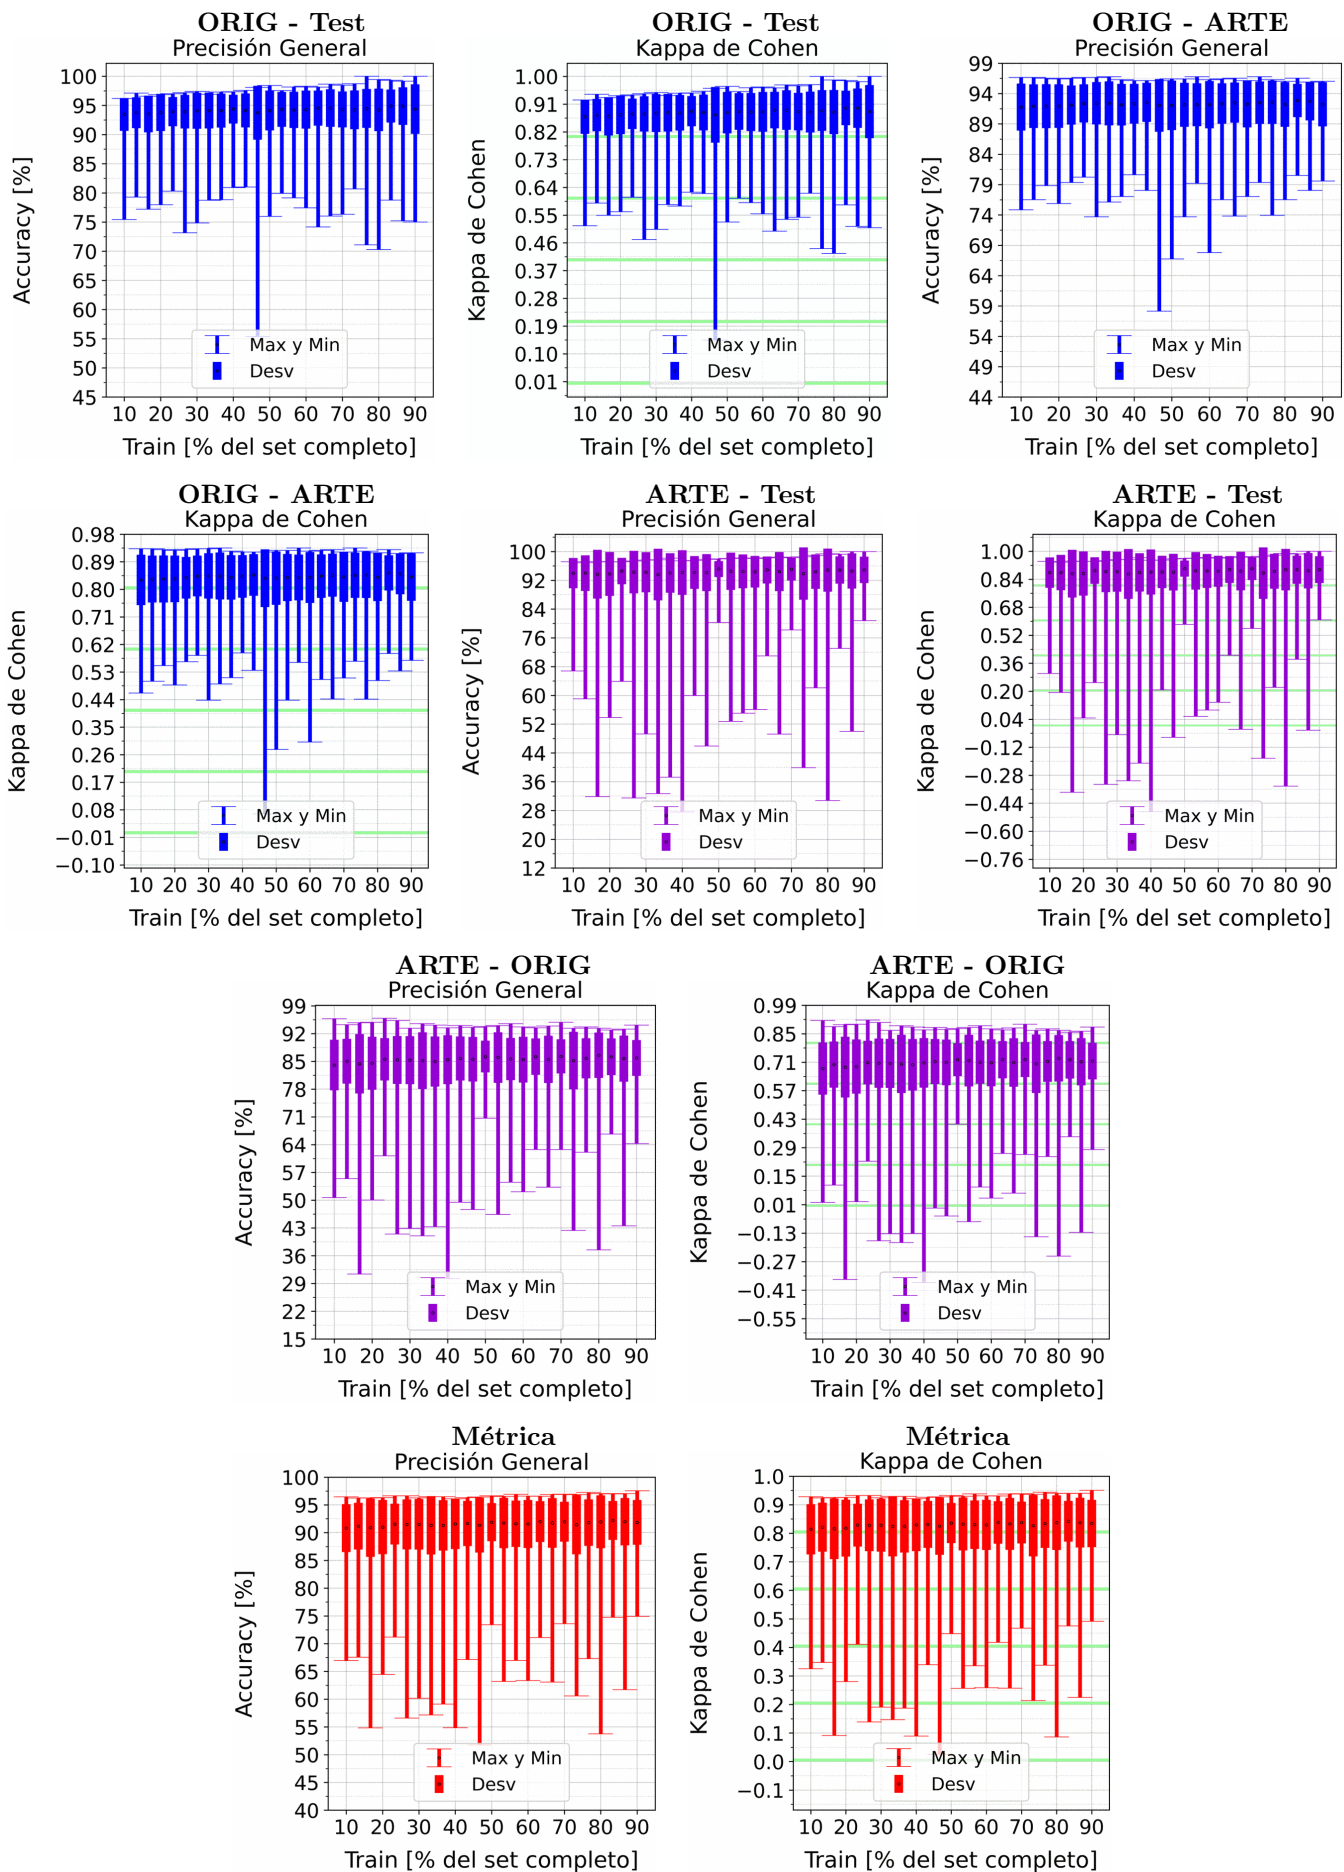 ORIG - Test
Precisión General
100
95
90
85
80
75
70
65
60
55
50
45
Accuracy [%]
Max y Min
Desv
10 20 30 40 50 60 70 80 90
Train [% del set completo]
ORIG - Test
Kappa de Cohen
1.00
0.91
0.82
0.73
0.64
0.55
0.46
0.37
0.28
0.19
0.10
0.01
Kappa de Cohen
Max y Min
Desv
10 20 30 40 50 60 70 80 90
Train [% del set completo]
ORIG - ARTE
Precisión General
99
94
89
84
79
74
69
64
59
54
49
44
Accuracy [%]
Max y Min
Desv
10 20 30 40 50 60 70 80 90
Train [% del set completo]
ORIG - ARTE
Kappa de Cohen
0.98
0.89
0.80
0.71
0.62
0.53
0.44
0.35
0.26
0.17
0.08
−0.01
−0.10
Kappa de Cohen
Max y Min
Desv
10 20 30 40 50 60 70 80 90
Train [% del set completo]
ARTE - Test
Precisión General
100
92
84
76
68
60
52
44
36
28
20
12
Accuracy [%]
Max y Min
Desv
10 20 30 40 50 60 70 80 90
Train [% del set completo]
ARTE - Test
Kappa de Cohen
1.00
0.84
0.68
0.52
0.36
0.20
0.04
−0.12
−0.28
−0.44
−0.60
−0.76
Kappa de Cohen
Max y Min
Desv
10 20 30 40 50 60 70 80 90
Train [% del set completo]
ARTE - ORIG
Precisión General
99
92
85
78
71
64
57
50
43
36
29
22
15
Accuracy [%]
Max y Min
Desv
10 20 30 40 50 60 70 80 90
Train [% del set completo]
ARTE - ORIG
Kappa de Cohen
0.99
0.85
0.71
0.57
0.43
0.29
0.15
0.01
−0.13
−0.27
−0.41
−0.55
Kappa de Cohen
Max y Min
Desv
10 20 30 40 50 60 70 80 90
Train [% del set completo]
Métrica
Precisión General
100
95
90
85
80
75
70
65
60
55
50
45
40
Accuracy [%]
Max y Min
Desv
10 20 30 40 50 60 70 80 90
Train [% del set completo]
Métrica
Kappa de Cohen
1.0
0.9
0.8
0.7
0.6
0.5
0.4
0.3
0.2
0.1
0.0
−0.1
Kappa de Cohen
Max y Min
Desv
10 20 30 40 50 60 70 80 90
Train [% del set completo]